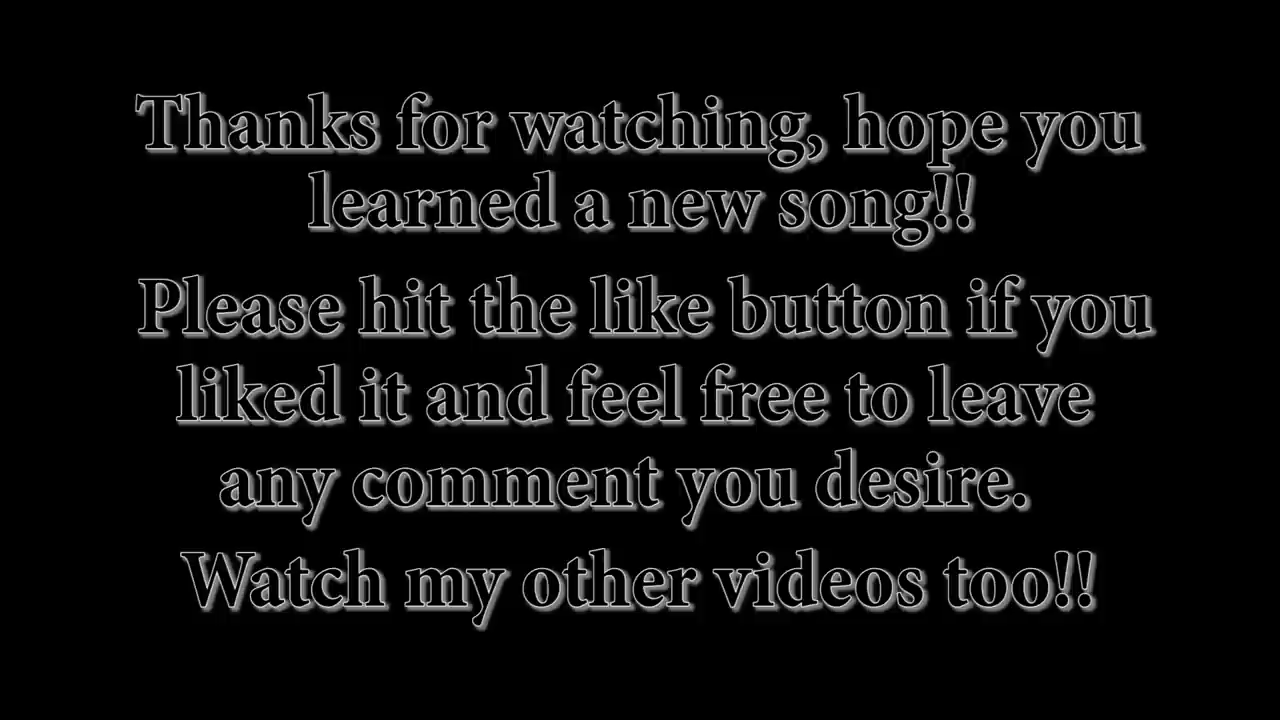 Thanks for watching, hope you
learned a new song!!
Please hit the like button if you
liked it and feel free to leave
any comment you desire.
Watch my other videos too!!